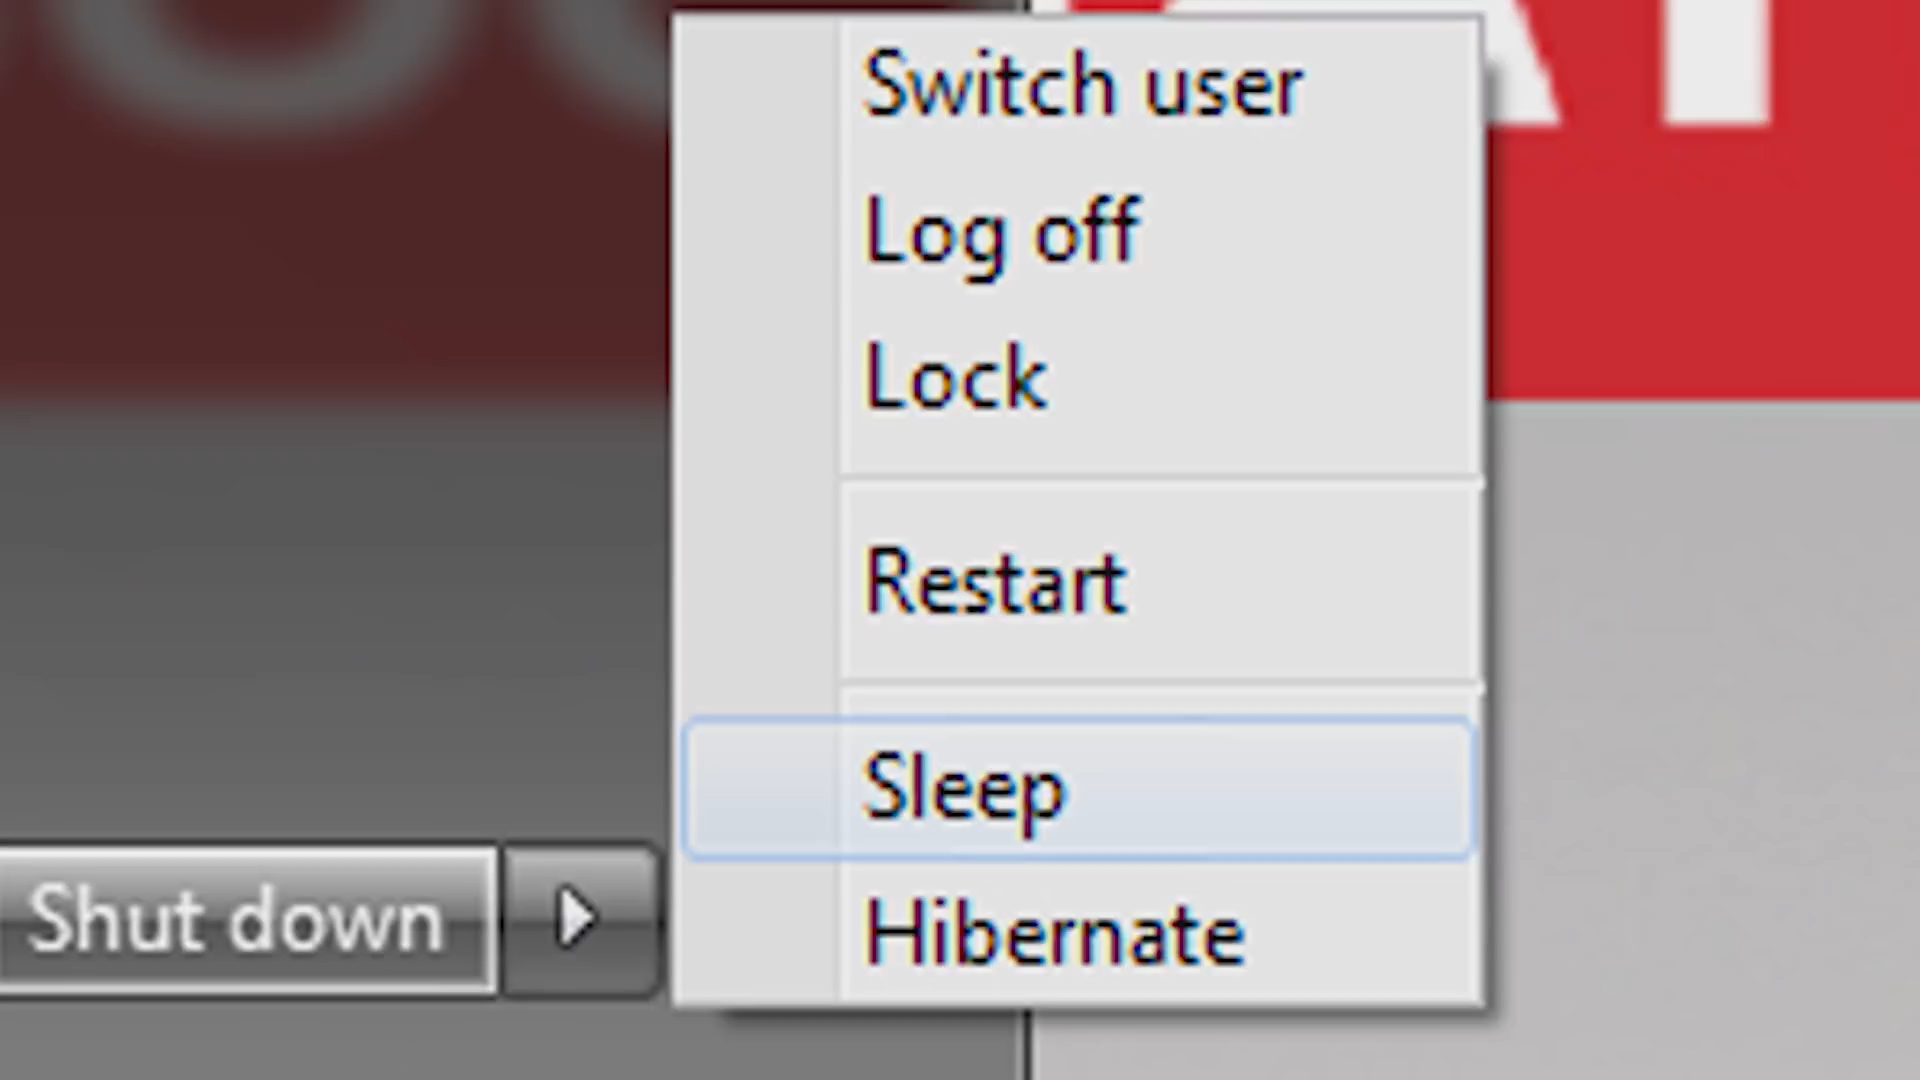 Switch user
Log off
Lock
Restart
Sleep
Hibernate
Shut down